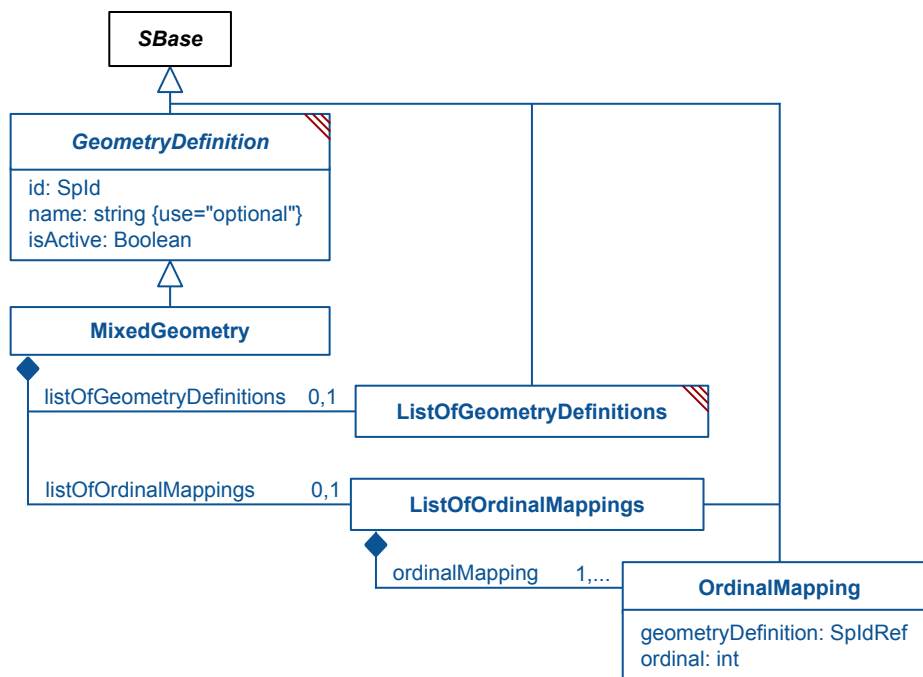 SBase
GeometryDefinition
id: SpId
name: string {use="optional"}
isActive: Boolean
MixedGeometry
listOfGeometryDefinitions 0,1
ListOfGeometryDefinitions
listOfOrdinalMappings 0,1
ListOfOrdinalMappings
ordinalMapping 1,...
OrdinalMapping
geometryDefinition: SpIdRef
ordinal: int